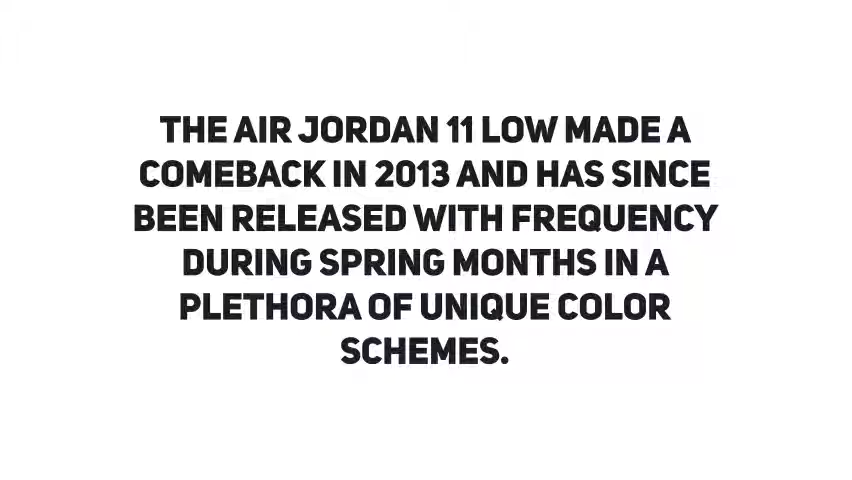 THE AIR JORDAN 11 LOW MADE A
COMEBACK IN 2013 AND HAS SINCE
BEEN RELEASED WITH FREQUENCY
DURING SPRING MONTHS IN A
PLETHORA OF UNIQUE COLOR
SCHEMES.